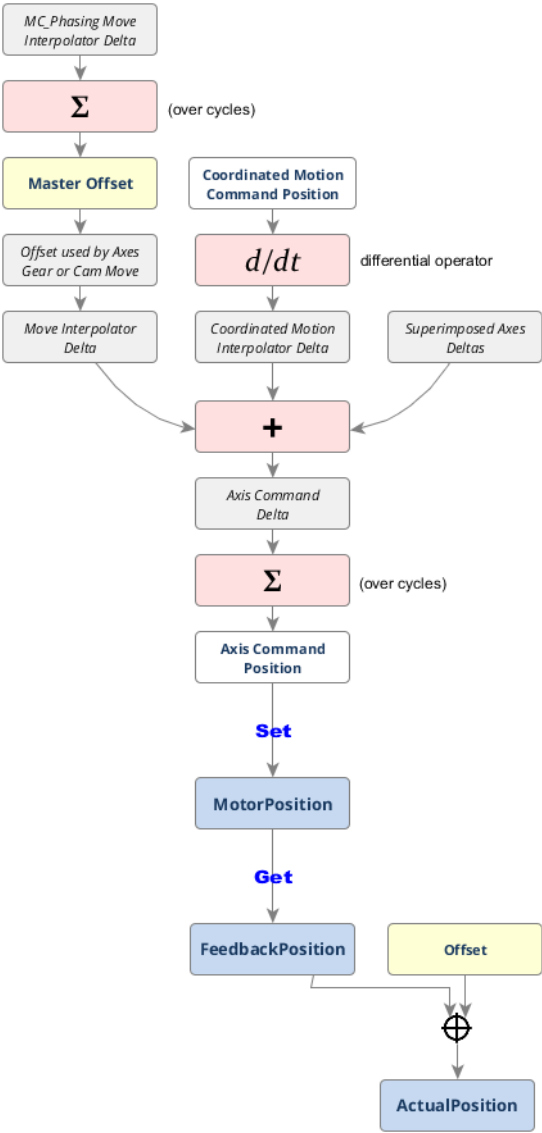 MC_Phasing Move
Interpolator Delta
Σ
(over cycles)
Master Offset
Coordinated Motion
Command Position
Offset used by Axes
Gear or Cam Move
d/dt
differential operator
Move Interpolator
Delta
Coordinated Motion
Interpolator Delta
Superimposed Axes
Deltas
+
Axis Command
Delta
Σ
(over cycles)
Axis Command
Position
Set
MotorPosition
Get
FeedbackPosition
Offset
⊕
ActualPosition